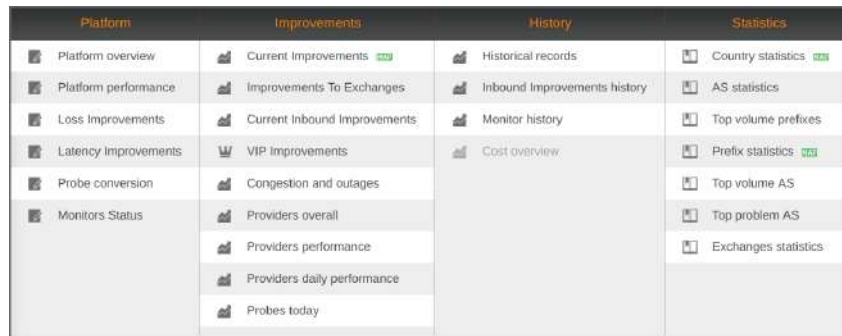 Platform
Platform overview
Platform performance
Loss Improvements
Latency Improvements
Probe conversion
Monitors Status
Improvements
Current Improvements
Improvements To Exchanges
Current Inbound Improvements
VIP Improvements
Congestion and outages
Providers overall
Providers performance
Providers daily performance
Probes today
History
Historical records
Inbound Improvements history
Monitor history
Cost overview
Statistics
Country statistics
AS statistics
Top volume prefixes
Prefix statistics
Top volume AS
Top problem AS
Exchanges statistics